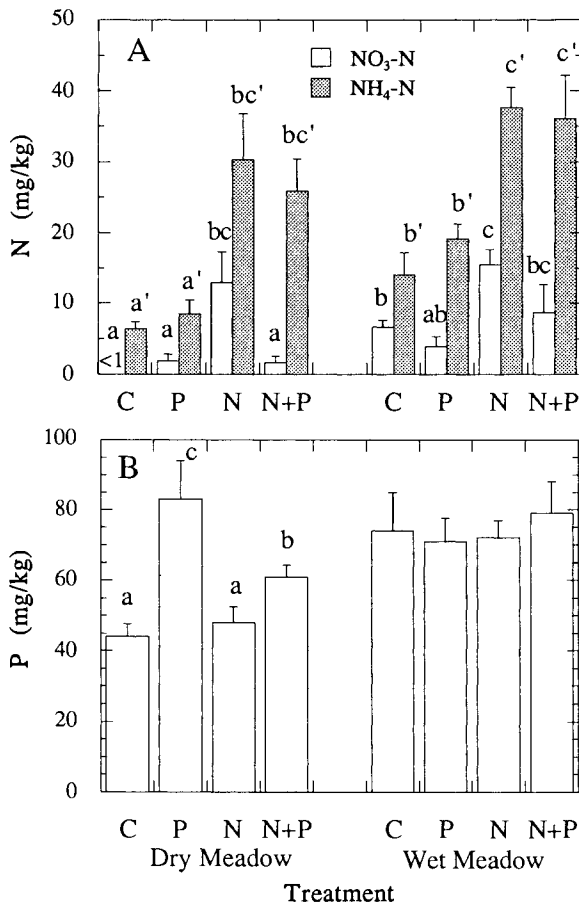 A
NO₃-N
NH₄-N
N (mg/kg)
50
40
30
20
10
0
a
<1
a'
a
a'
bc
bc'
a
bc'
b
b'
ab
b'
c
c'
bc
c'
C P N N+P C P N N+P
B
P (mg/kg)
100
80
60
40
20
0
a
c
a
b
C P N N+P C P N N+P
Dry Meadow Wet Meadow
Treatment